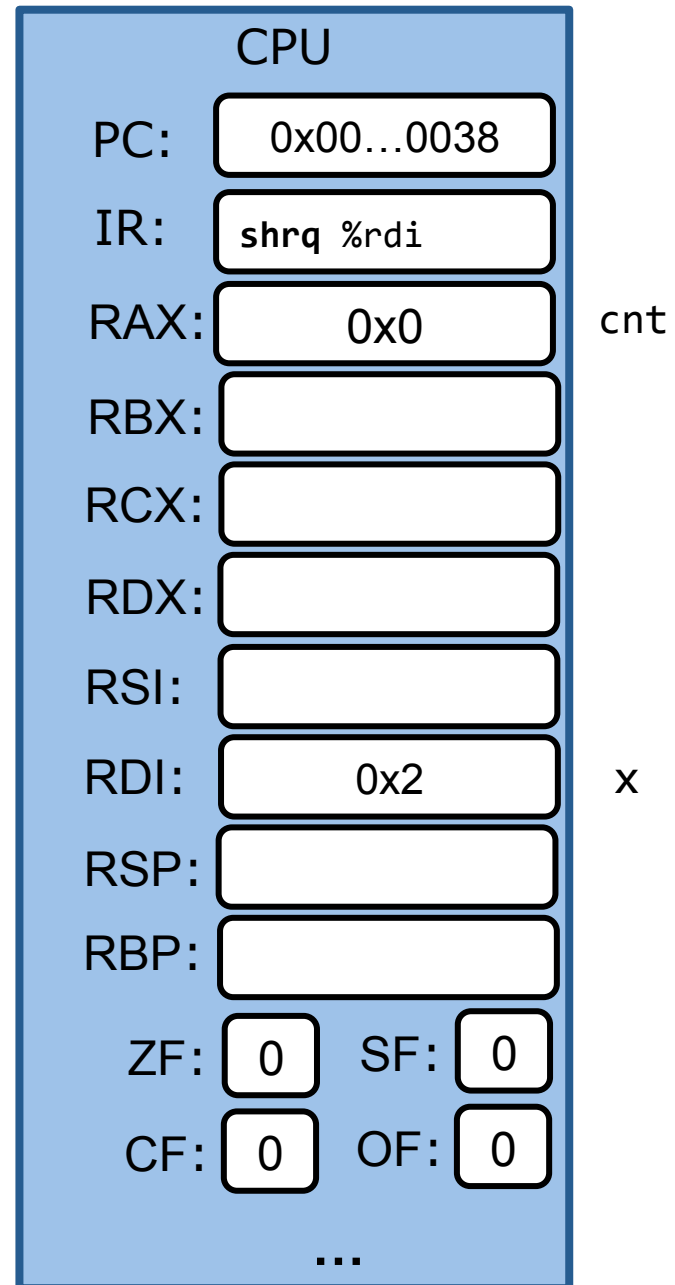 CPU
PC: 0x00...0038
IR: shrq %rdi
RAX: 0x0 cnt
RBX:
RCX:
RDX:
RSI:
RDI: 0x2 x
RSP:
RBP:
ZF: 0 SF: 0
CF: 0 OF: 0
...